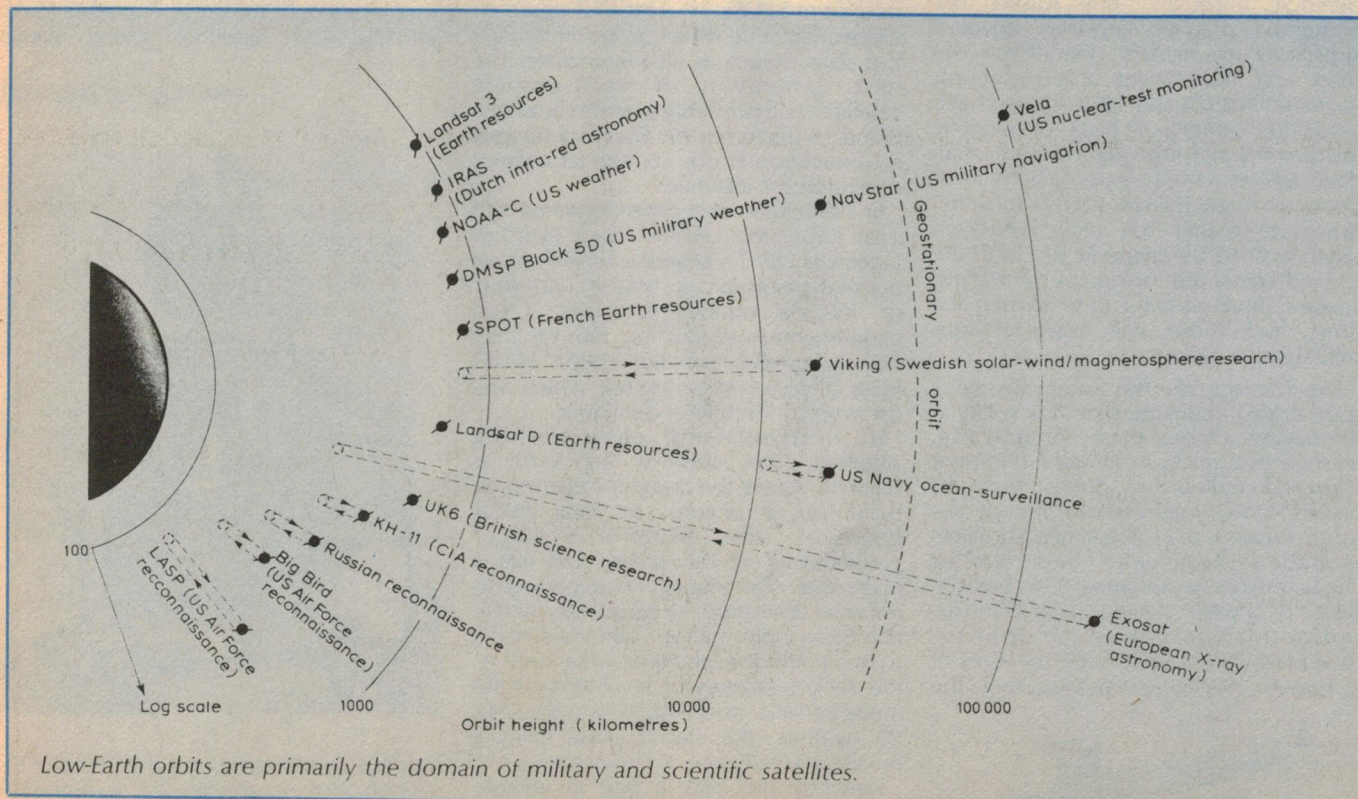 Landsat 3
(Earth resources)
IRAS
(Dutch infra-red astronomy)
NOAA-C (US weather)
DMSP Block 5D (US military weather)
SPOT (French Earth resources)
Vela
(US nuclear-test monitoring)
NavStar (US military navigation)
Geostationary
orbit
Viking (Swedish solar-wind/magnetosphere research)
Landsat D (Earth resources)
US Navy ocean-surveillance
UK6 (British science research)
KH-11 (CIA reconnaissance)
Russian reconnaissance
Big Bird
(US Air Force
reconnaissance)
LASP (US Air Force
recconnaissance)
Exosat
(European X-ray
astronomy)
100
Log scale
1000
10 000
100 000
Orbit height (kilometres)
Low-Earth orbits are primarily the domain of military and scientific satellites.